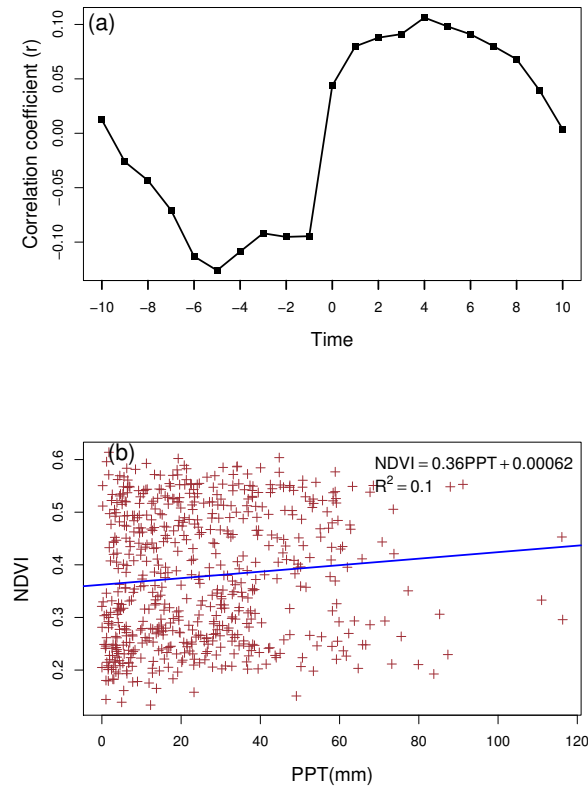 (a)
Correlation coefficient (r)
0.10
0.05
0.00
−0.05
−0.10
−10 −8 −6 −4 −2 0 2 4 6 8 10
Time
(b)
NDVI = 0.36PPT + 0.00062
R² = 0.1
NDVI
0.6
0.5
0.4
0.3
0.2
0 20 40 60 80 100 120
PPT(mm)